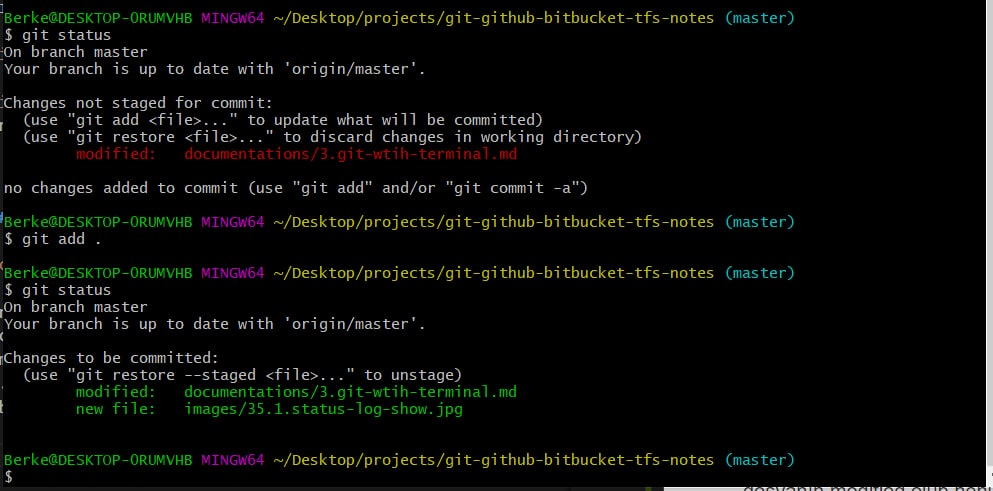 Berke@DESKTOP-ORUMVHB MINGW64 ~/Desktop/projects/git-github-bitbucket-tfs-notes (master)
$ git status
On branch master
Your branch is up to date with 'origin/master'.
Changes not staged for commit:
(use "git add <file>..." to update what will be committed)
(use "git restore <file>..." to discard changes in working directory)
modified: documentations/3.git-wtih-terminal.md
no changes added to commit (use "git add" and/or "git commit -a")
Berke@DESKTOP-ORUMVHB MINGW64 ~/Desktop/projects/git-github-bitbucket-tfs-notes (master)
$ git add .
Berke@DESKTOP-ORUMVHB MINGW64 ~/Desktop/projects/git-github-bitbucket-tfs-notes (master)
$ git status
On branch master
Your branch is up to date with 'origin/master'.
Changes to be committed:
(use "git restore --staged <file>..." to unstage)
modified: documentations/3.git-wtih-terminal.md
new file: images/35.1.status-log-show.jpg
Berke@DESKTOP-ORUMVHB MINGW64 ~/Desktop/projects/git-github-bitbucket-tfs-notes (master)
$